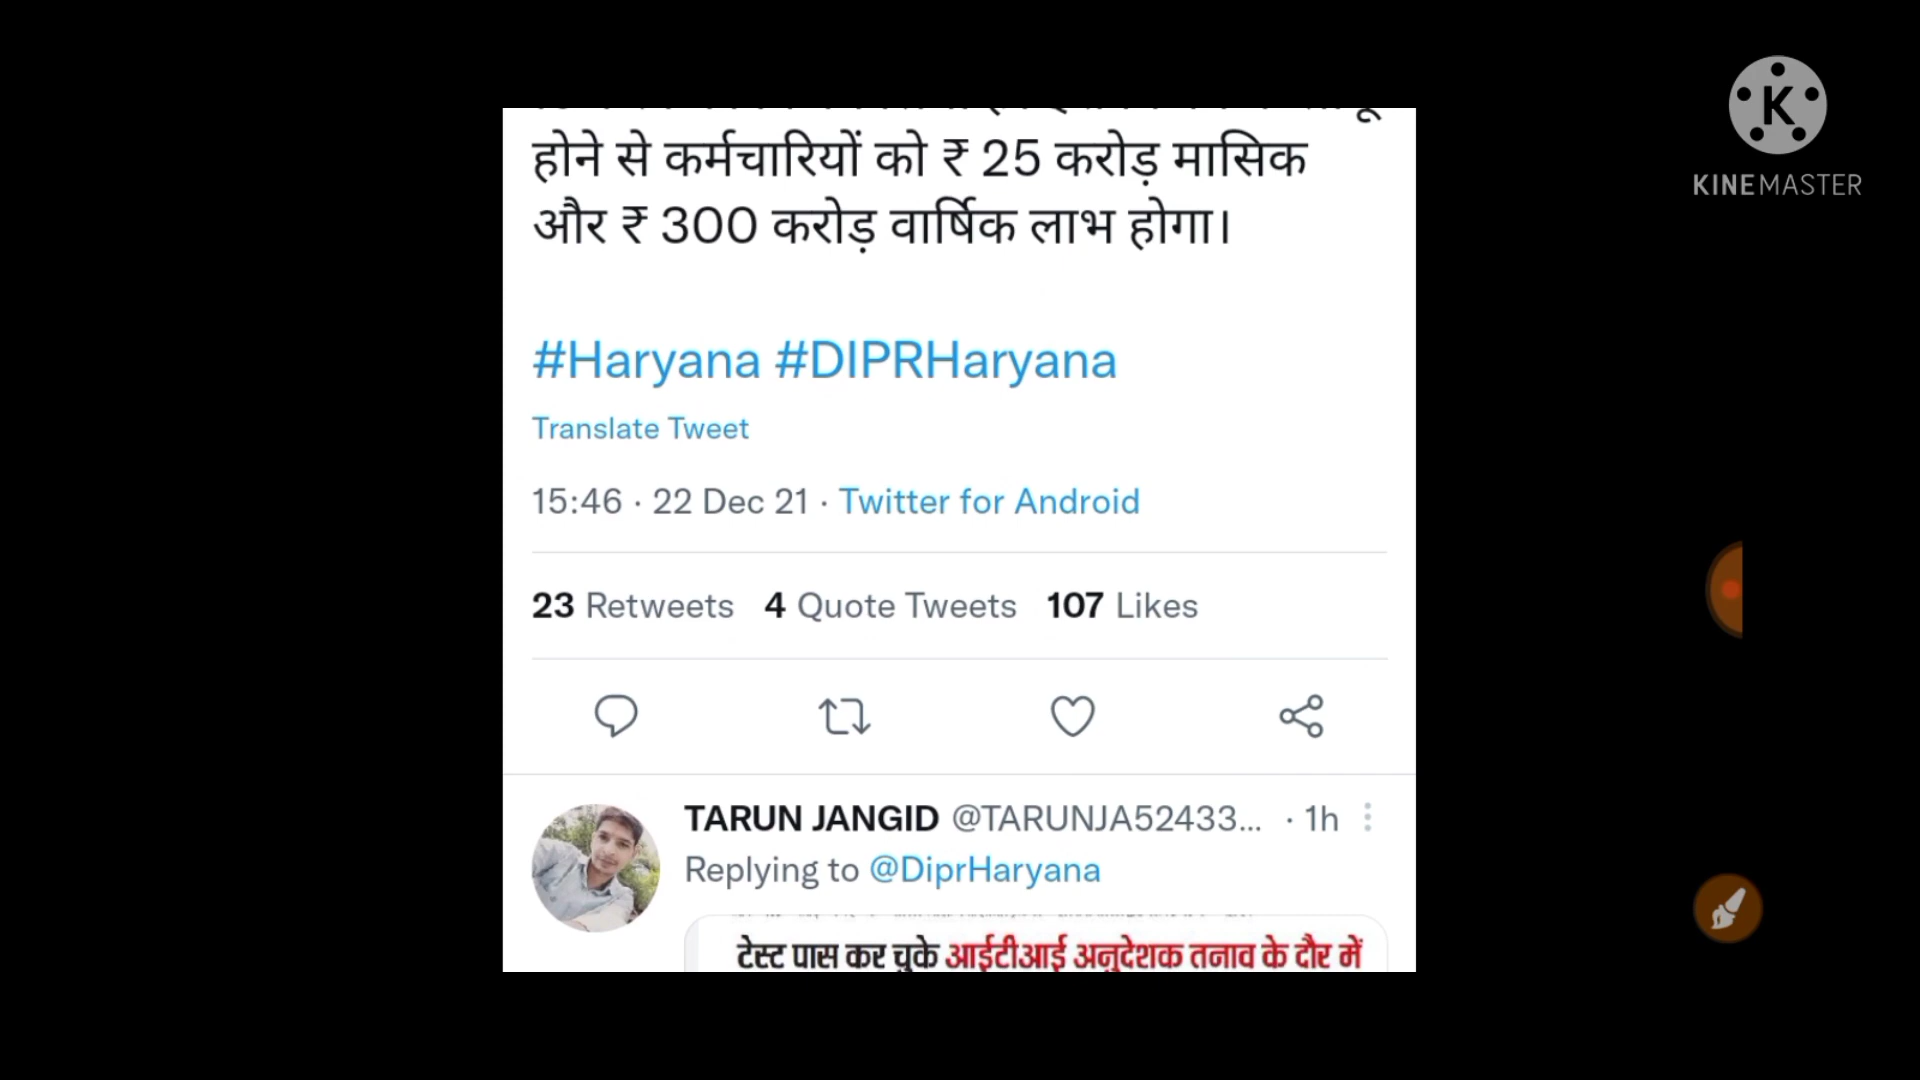 होने से कर्मचारियों को ₹ 25 करोड़ मासिक
और ₹ 300 करोड़ वार्षिक लाभ होगा।
#Haryana #DIPRHaryana
Translate Tweet
15:46 · 22 Dec 21 · Twitter for Android
23 Retweets 4 Quote Tweets 107 Likes
TARUN JANGID @TARUNJA52433... · 1h
Replying to @DiprHaryana
टेस्ट पास कर चुके आईटीआई अनुदेशक तनाव के दौर में
K
KINEMASTER